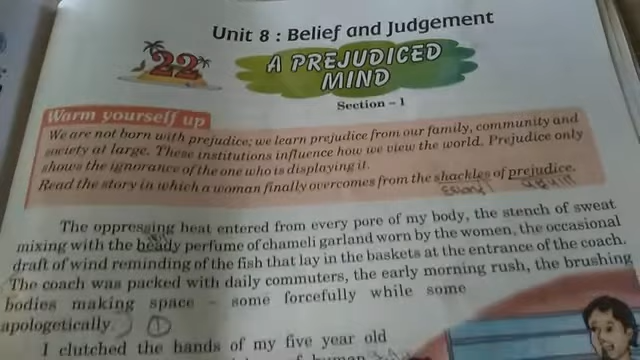 Unit 8 : Belief and Judgement
22
A PREJUDICED
MIND
Section – 1
Warm yourself up
We are not born with prejudice; we learn prejudice from our family, community and
society at large. These institutions influence how we view the world. Prejudice only
shows the ignorance of the one who is displaying it.
Read the story in which a woman finally overcomes from the shackles of prejudice.
The oppressing heat entered from every pore of my body, the stench of sweat
mixing with the heady perfume of chameli garland worn by the women, the occasional
draft of wind reminding of the fish that lay in the baskets at the entrance of the coach.
The coach was packed with daily commuters, the early morning rush, the brushing
bodies making space – some forcefully while some
apologetically.
1
I clutched the hands of my five year old